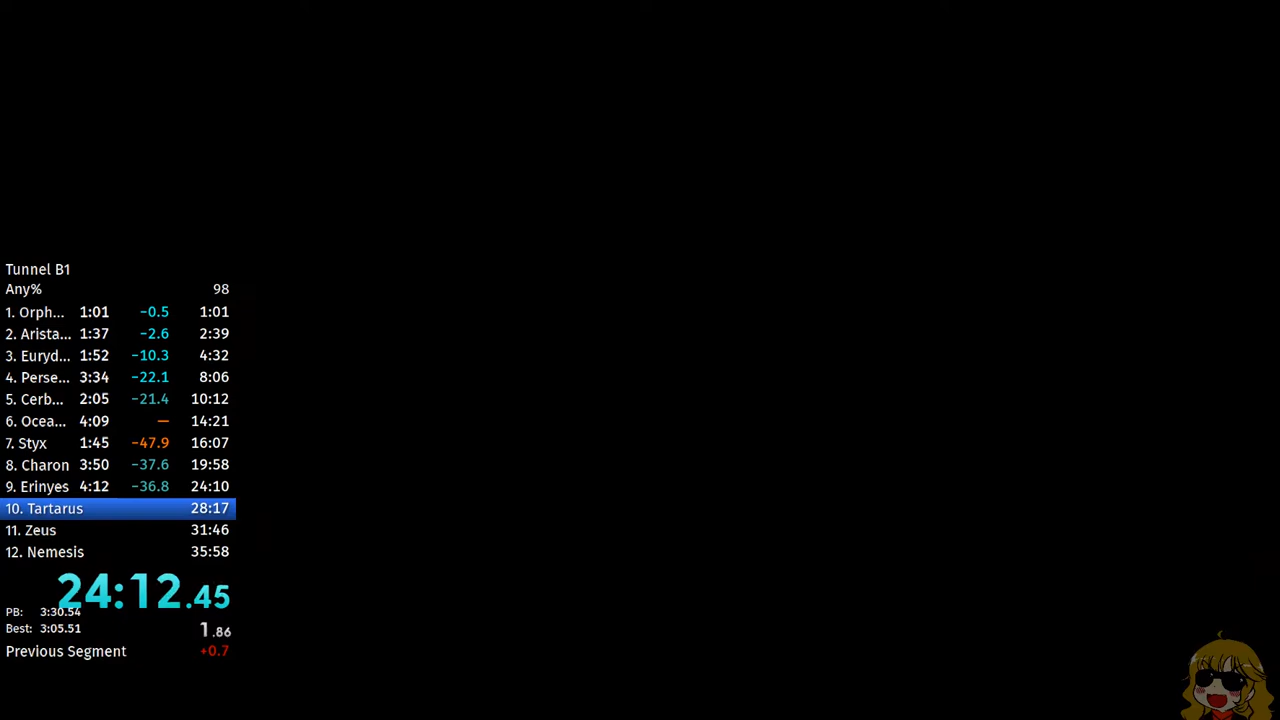 Tunnel B1
Any% 98
1. Orph... 1:01 -0.5 1:01
2. Arista... 1:37 -2.6 2:39
3. Euryd... 1:52 -10.3 4:32
4. Perse... 3:34 -22.1 8:06
5. Cerb... 2:05 -21.4 10:12
6. Ocea... 4:09 — 14:21
7. Styx 1:45 -47.9 16:07
8. Charon 3:50 -37.6 19:58
9. Erinyes 4:12 -36.8 24:10
10. Tartarus 28:17
11. Zeus 31:46
12. Nemesis 35:58
24:12.45
PB: 3:30.54
Best: 3:05.51 1.86
Previous Segment +0.7